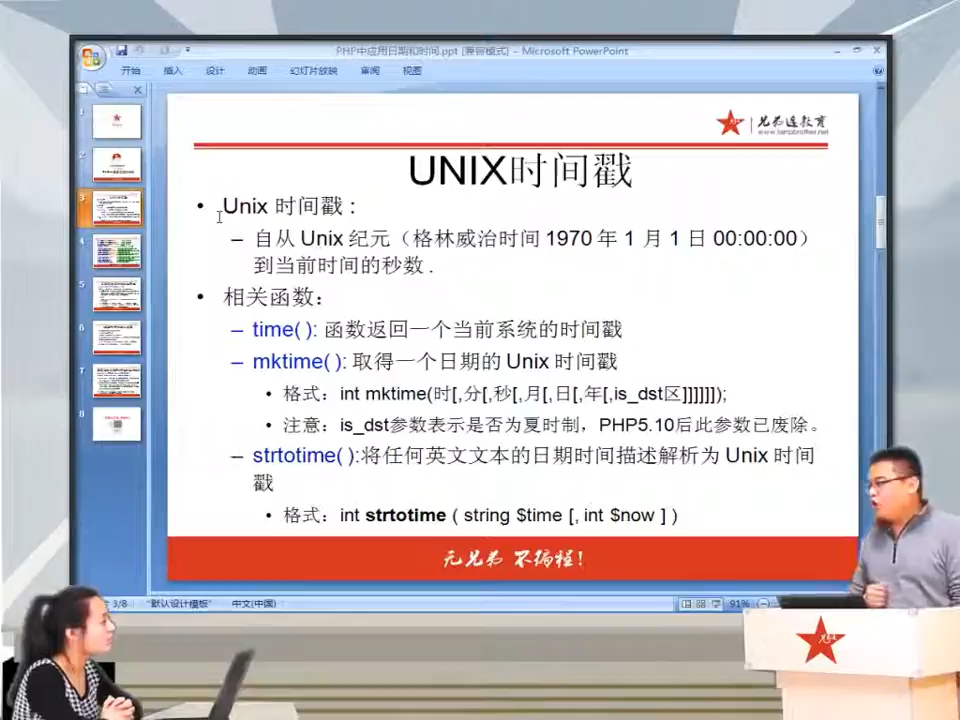 PHP中应用日期和时间.ppt [兼容模式] - Microsoft PowerPoint
开始 插入 设计 动画 幻灯片放映 审阅 视图
兄弟连教育
www.lampbrother.net
UNIX时间戳
• Unix 时间戳 :
– 自从 Unix 纪元（格林威治时间 1970 年 1 月 1 日 00:00:00）
到当前时间的秒数 .
• 相关函数：
– time( ): 函数返回一个当前系统的时间戳
– mktime( ): 取得一个日期的 Unix 时间戳
• 格式：int mktime(时[,分[,秒[,月[,日[,年[,is_dst区]]]]]]);
• 注意：is_dst参数表示是否为夏时制，PHP5.10后此参数已废除。
– strtotime( ):将任何英文文本的日期时间描述解析为 Unix 时间
戳
• 格式：int strtotime ( string $time [, int $now ] )
无兄弟 不编程!
1
2
3
4
5
6
7
8
3/8 "默认设计模板" 中文(中国) 91%